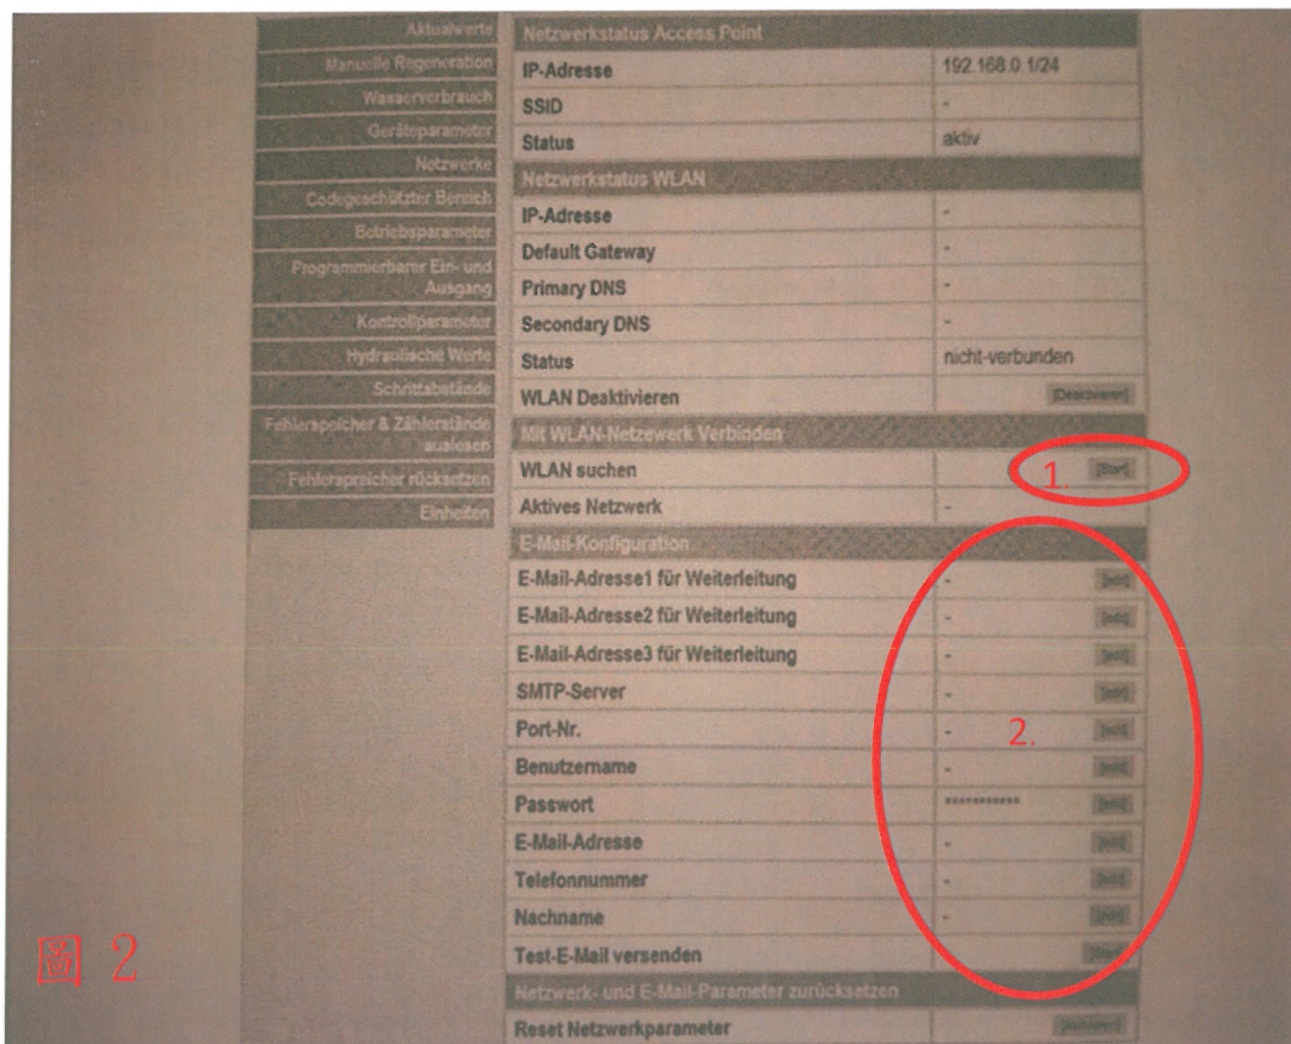 Aktualwerte
Manuelle Regeneration
Wasserverbrauch
Geräteparameter
Netzwerke
Codegeschützter Bereich
Betriebsparameter
Programmierbarer Ein- und
Ausgang
Kontrollparameter
Hydraulische Werte
Schrittabstände
Fehlerspeicher & Zählerstände
auslesen
Fehlerspreicher rücksetzen
Einheiten
Netzwerkstatus Access Point
IP-Adresse 192.168.0.1/24
SSID -
Status aktiv
Netzwerkstatus WLAN
IP-Adresse -
Default Gateway -
Primary DNS -
Secondary DNS -
Status nicht-verbunden
WLAN Deaktivieren [Deaktivieren]
Mit WLAN-Netzewerk Verbinden
WLAN suchen 1. [Start]
Aktives Netzwerk -
E-Mail-Konfiguration
E-Mail-Adresse1 für Weiterleitung - [edit]
E-Mail-Adresse2 für Weiterleitung - [edit]
E-Mail-Adresse3 für Weiterleitung - [edit]
SMTP-Server - [edit]
Port-Nr. - 2. [edit]
Benutzername - [edit]
Passwort *********** [edit]
E-Mail-Adresse - [edit]
Telefonnummer - [edit]
Nachname - [edit]
Test-E-Mail versenden [Start]
Netzwerk- und E-Mail-Parameter zurücksetzen
Reset Netzwerkparameter
圖 2